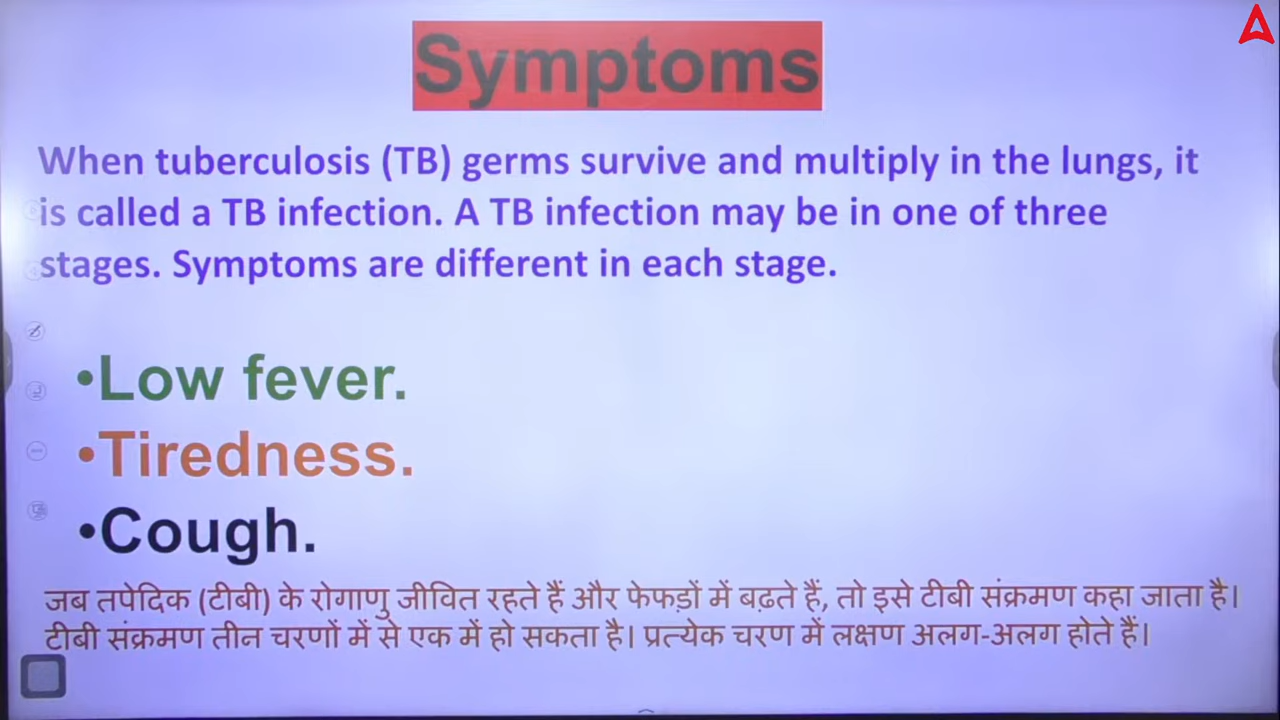 Symptoms
When tuberculosis (TB) germs survive and multiply in the lungs, it
is called a TB infection. A TB infection may be in one of three
stages. Symptoms are different in each stage.
•Low fever.
•Tiredness.
•Cough.
जब तपेदिक (टीबी) के रोगाणु जीवित रहते हैं और फेफड़ों में बढ़ते हैं, तो इसे टीबी संक्रमण कहा जाता है।
टीबी संक्रमण तीन चरणों में से एक में हो सकता है। प्रत्येक चरण में लक्षण अलग-अलग होते हैं।